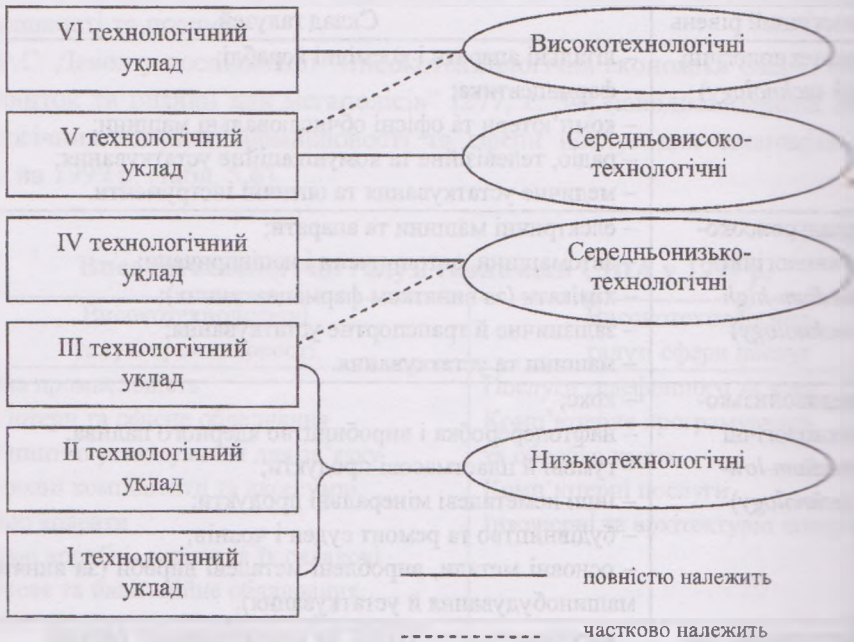 VI технологічний
уклад
V технологічний
уклад
IV технологічний
уклад
III технологічний
уклад
II технологічний
уклад
I технологічний
уклад
Високотехнологічні
Середньовисоко-
технологічні
Середньонизько-
технологічні
Низькотехнологічні
повністю належить
частково належить